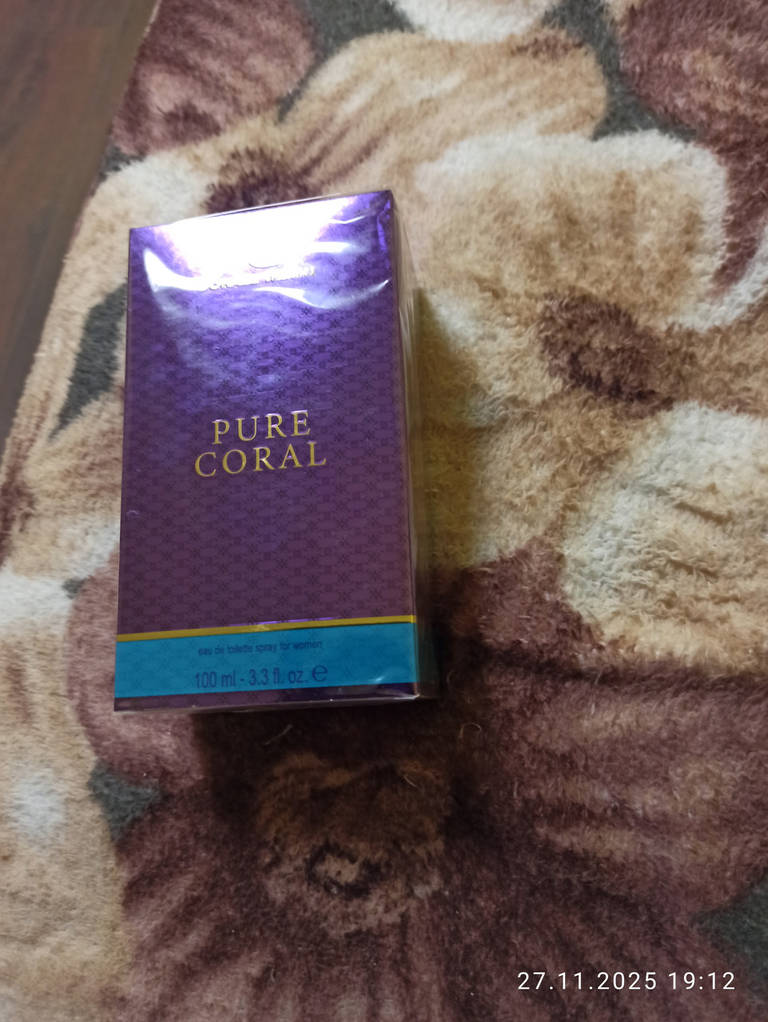 PURE
CORAL
eau de toilette spray for women
100 ml - 3.3 fl. oz. ℮
27.11.2025 19:12